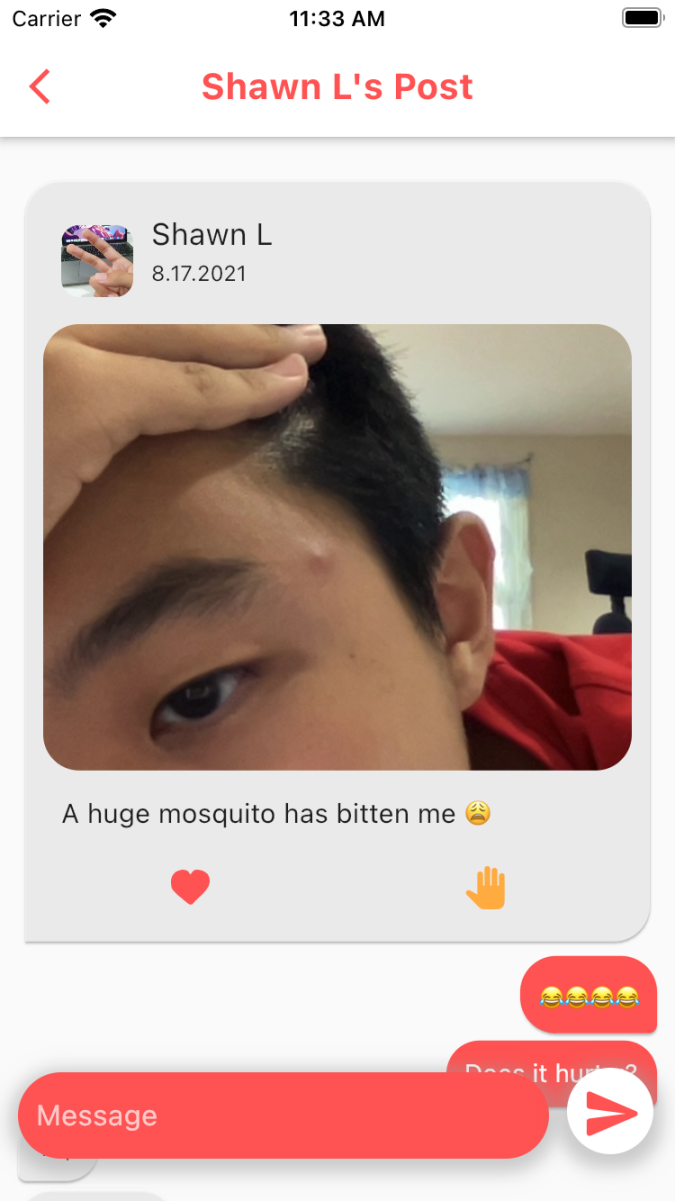 Carrier 11:33 AM
Shawn L's Post
Shawn L
8.17.2021
A huge mosquito has bitten me 😩
😂😂😂😂
Does it hurt
Message